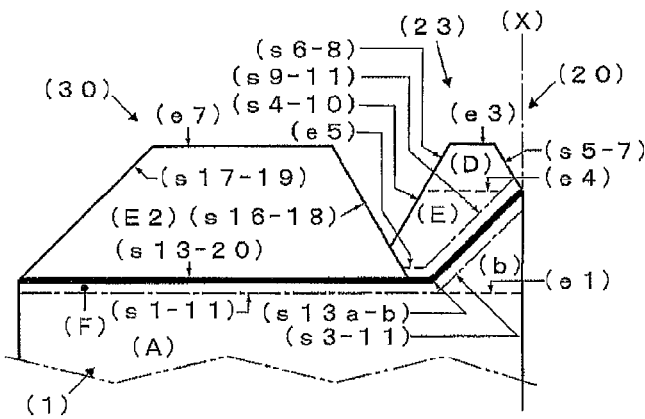 (X)
(23)
(s6-8)
(s9-11)
(20)
(30)
(s4-10)
(e7)
(e5)
(e3)
(D)
(s5-7)
(s17-19)
(e4)
(E2)
(s16-18)
(E)
(s13-20)
(b)
(e1)
(s1-11)
(s13a-b)
(F)
(s3-11)
(A)
(1)